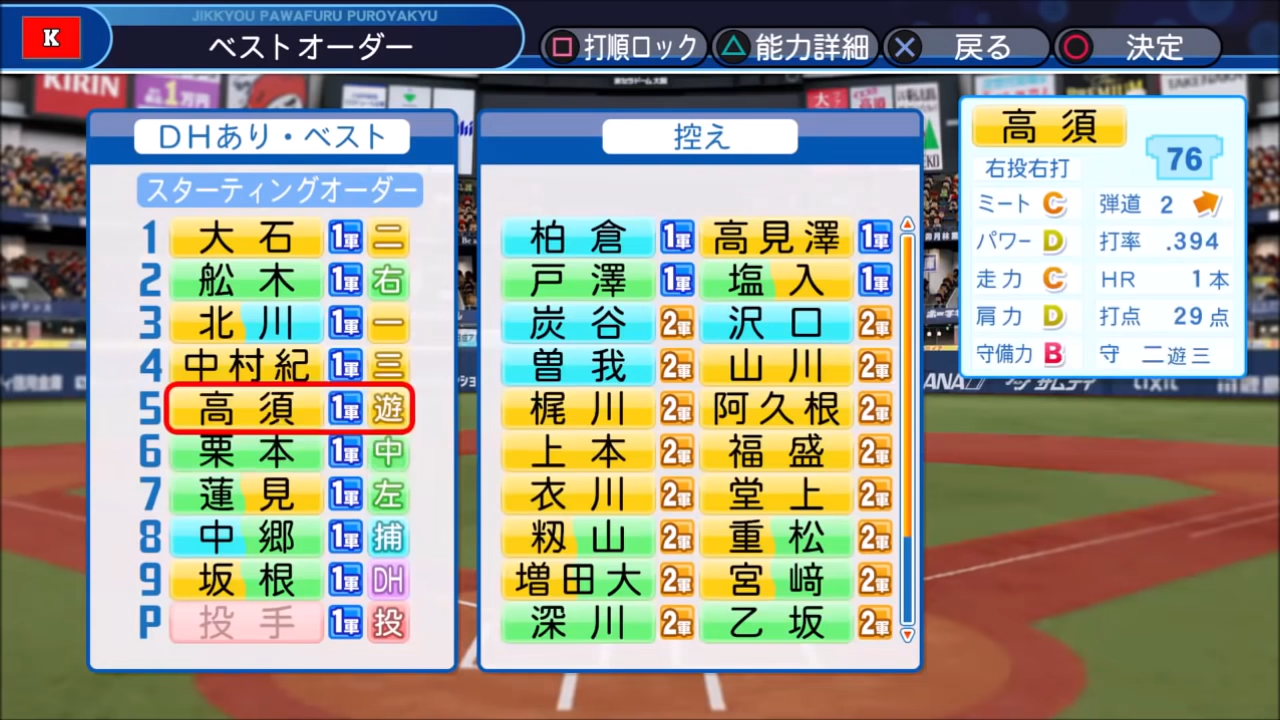 JIKKYOU PAWAFURU PUROYAKYU
K
ベストオーダー
□打順ロック
△能力詳細
×戻る
○決定
KIRIN
DHあり・ベスト
スターティングオーダー
1 大石 1軍 二
2 舩木 1軍 右
3 北川 1軍 一
4 中村紀 1軍 三
5 高須 1軍 遊
6 栗本 1軍 中
7 蓮見 1軍 左
8 中郷 1軍 捕
9 坂根 1軍 DH
P 投手 1軍 投
控え
柏倉 1軍 高見澤 1軍
戸澤 1軍 塩入 1軍
炭谷 2軍 沢口 2軍
曽我 2軍 山川 2軍
梶川 2軍 阿久根 2軍
上本 2軍 福盛 2軍
衣川 2軍 堂上 2軍
籾山 2軍 重松 2軍
増田大 2軍 宮﨑 2軍
深川 2軍 乙坂 2軍
高須
76
右投右打
ミート C 弾道 2
パワー D 打率 .394
走力 C HR 1本
肩力 D 打点 29点
守備力 B 守 二遊三